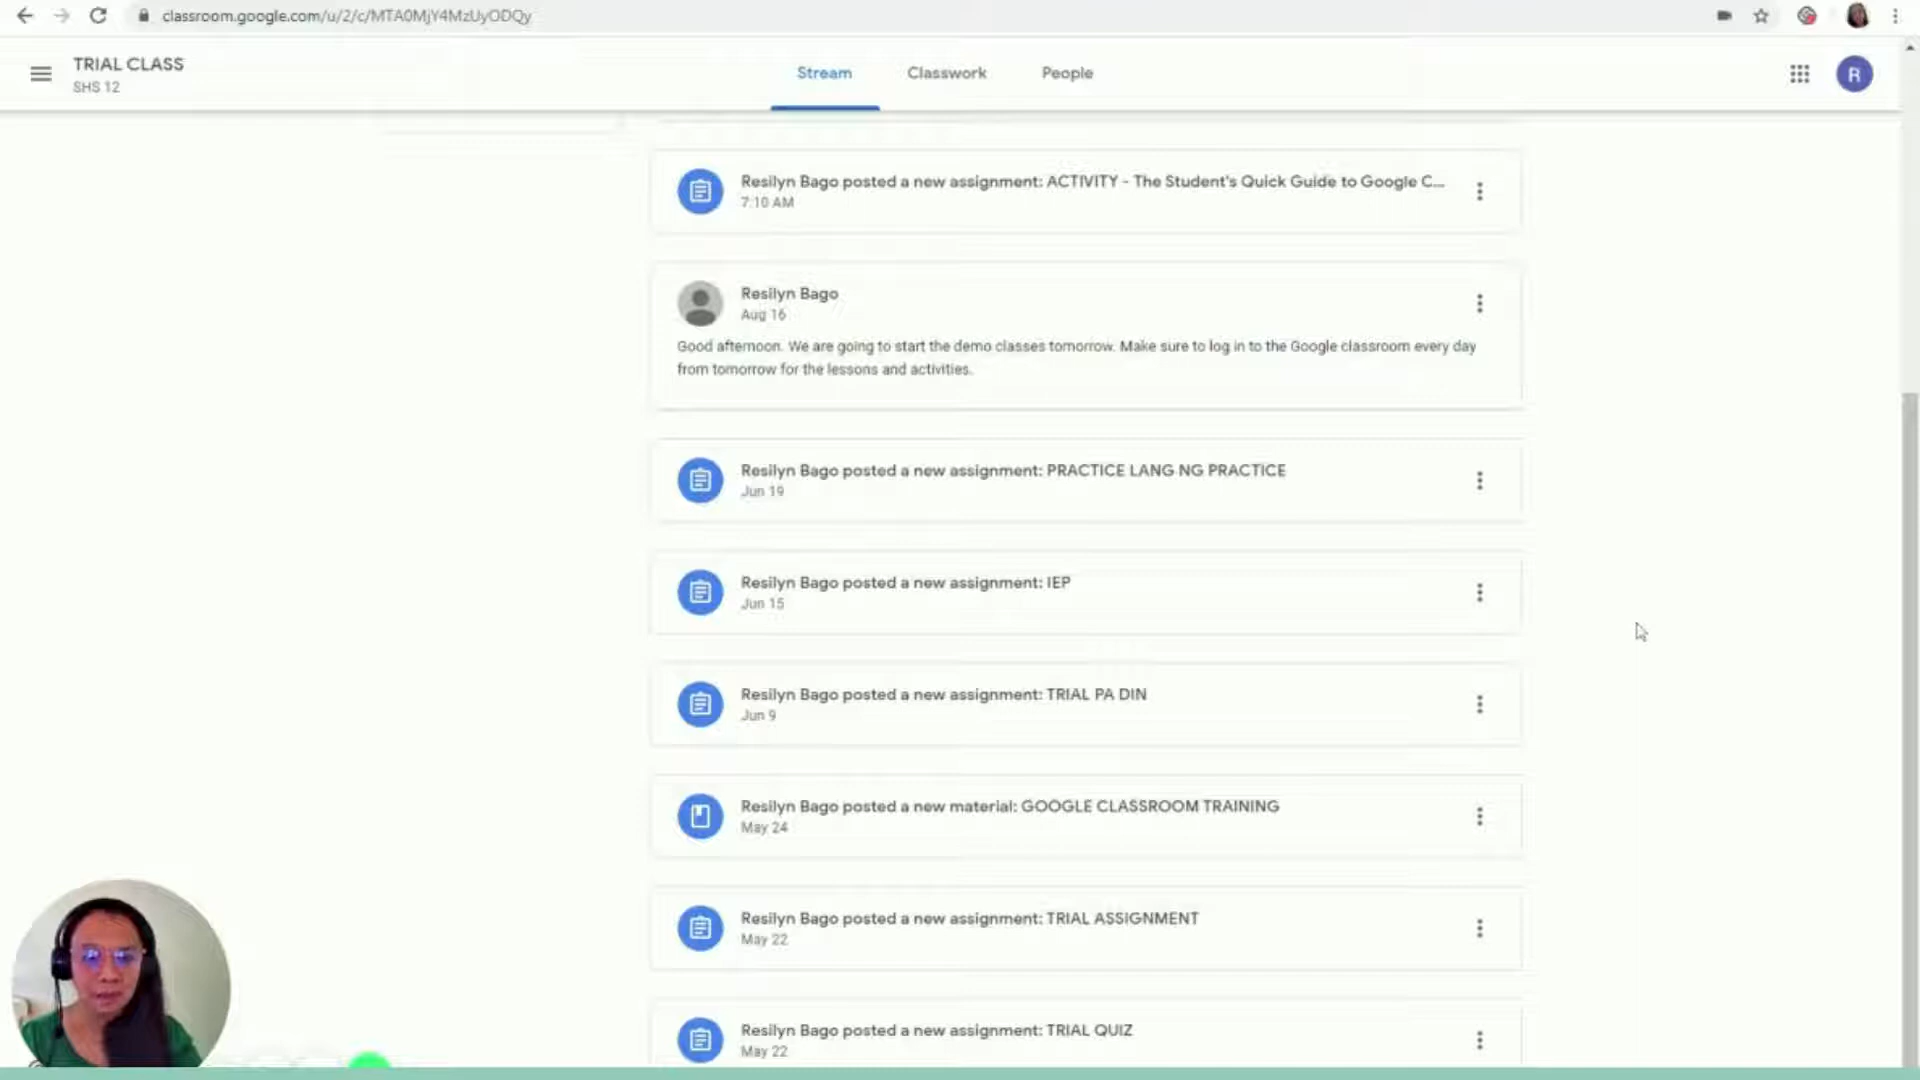 classroom.google.com/u/2/c/MTA0MjY4MzUyODQy
TRIAL CLASS
SHS 12
Stream
Classwork
People
R
Resilyn Bago posted a new assignment: ACTIVITY - The Student's Quick Guide to Google C...
7:10 AM
Resilyn Bago
Aug 16
Good afternoon. We are going to start the demo classes tomorrow. Make sure to log in to the Google classroom every day
from tomorrow for the lessons and activities.
Resilyn Bago posted a new assignment: PRACTICE LANG NG PRACTICE
Jun 19
Resilyn Bago posted a new assignment: IEP
Jun 15
Resilyn Bago posted a new assignment: TRIAL PA DIN
Jun 9
Resilyn Bago posted a new material: GOOGLE CLASSROOM TRAINING
May 24
Resilyn Bago posted a new assignment: TRIAL ASSIGNMENT
May 22
Resilyn Bago posted a new assignment: TRIAL QUIZ
May 22